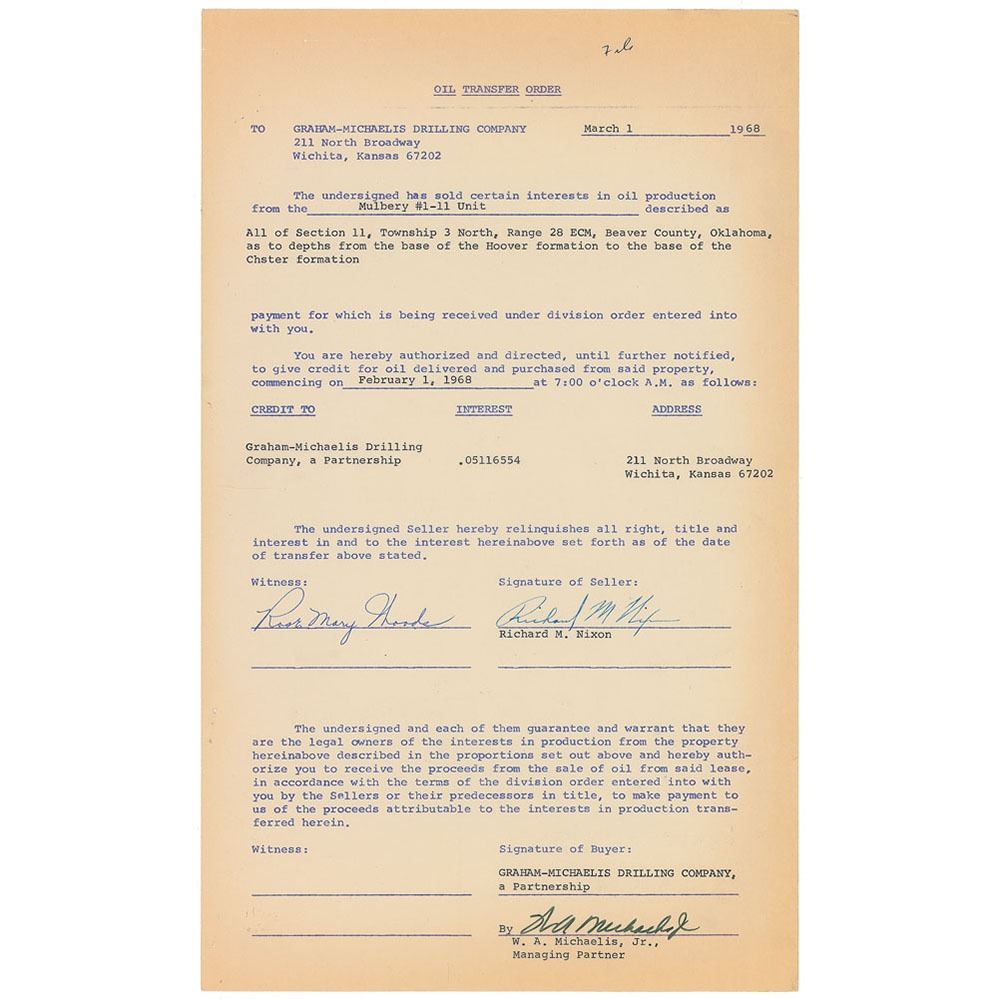 OIL TRANSFER ORDER
TO GRAHAM-MICHAELIS DRILLING COMPANY March 1 1968
211 North Broadway
Wichita, Kansas 67202
The undersigned has sold certain interests in oil production
from the Mulbery #1-11 Unit described as
All of Section 11, Township 3 North, Range 28 ECM, Beaver County, Oklahoma,
as to depths from the base of the Hoover formation to the base of the
Chster formation
payment for which is being received under division order entered into
with you.
You are hereby authorized and directed, until further notified,
to give credit for oil delivered and purchased from said property,
commencing on February 1, 1968 at 7:00 o'clock A.M. as follows:
CREDIT TO INTEREST ADDRESS
Graham-Michaelis Drilling
Company, a Partnership .05116554 211 North Broadway
Wichita, Kansas 67202
The undersigned Seller hereby relinquishes all right, title and
interest in and to the interest hereinabove set forth as of the date
of transfer above stated.
Witness: Signature of Seller:
Rose Mary Woods Richard M Nixon
Richard M. Nixon
The undersigned and each of them guarantee and warrant that they
are the legal owners of the interests in production from the property
hereinabove described in the proportions set out above and hereby auth-
orize you to receive the proceeds from the sale of oil from said lease,
in accordance with the terms of the division order entered into with
you by the Sellers or their predecessors in title, to make payment to
us of the proceeds attributable to the interests in production trans-
ferred herein.
Witness: Signature of Buyer:
GRAHAM-MICHAELIS DRILLING COMPANY,
a Partnership
By W A Michaelis Jr
W. A. Michaelis, Jr.,
Managing Partner